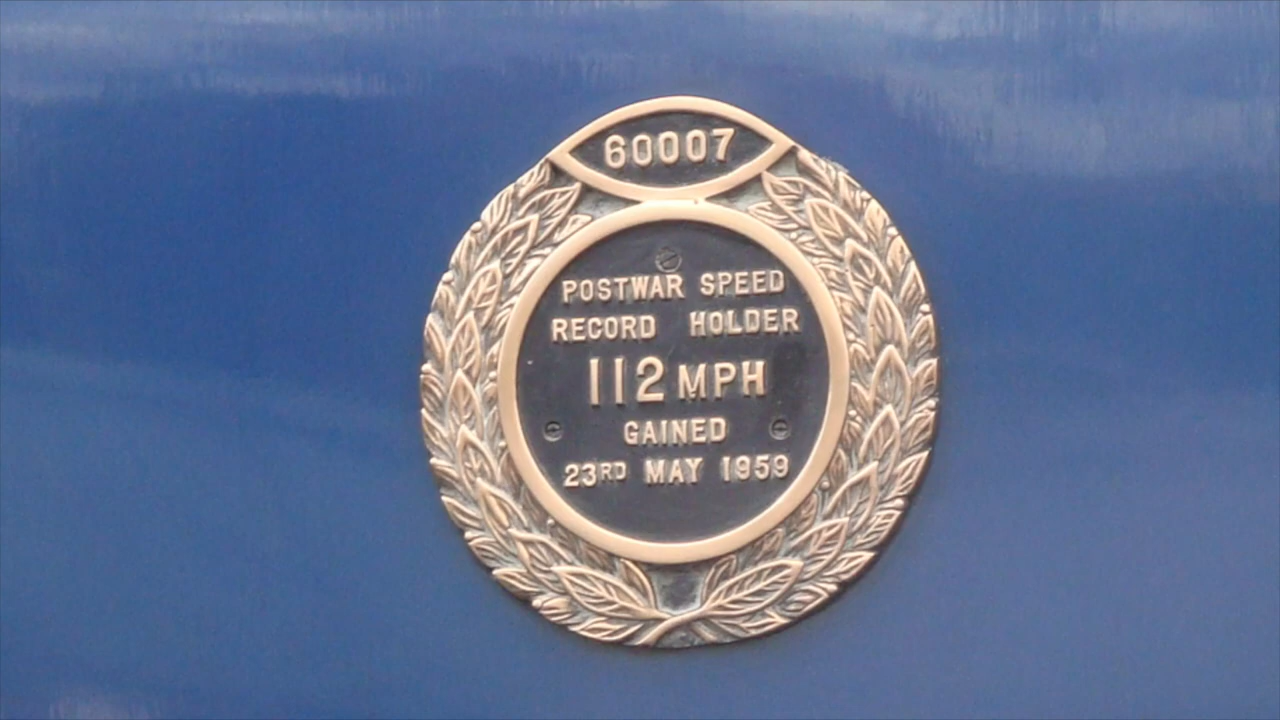 60007
POSTWAR SPEED
RECORD HOLDER
112 MPH
GAINED
23RD MAY 1959